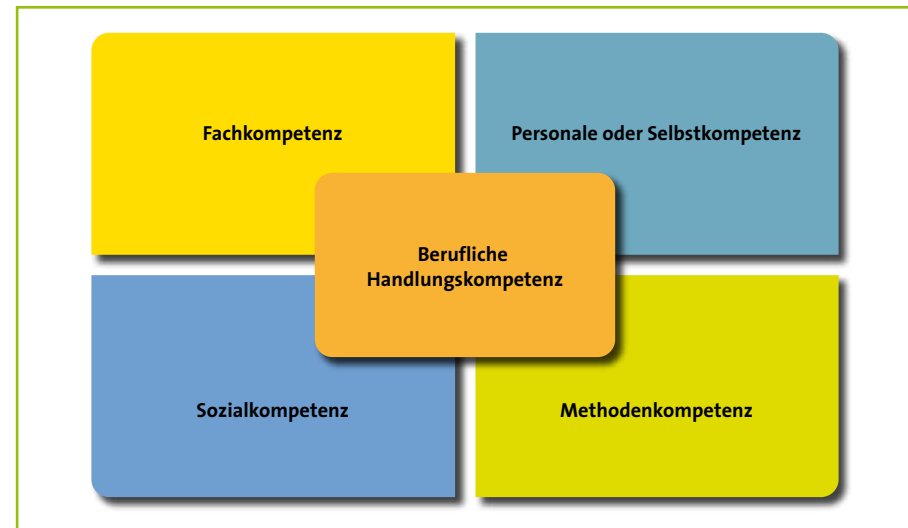 Fachkompetenz
Personale oder Selbstkompetenz
Berufliche
Handlungskompetenz
Sozialkompetenz
Methodenkompetenz